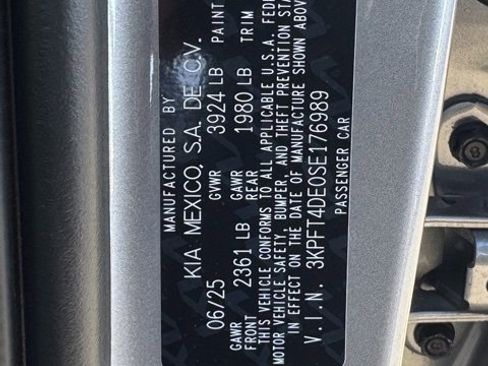 MANUFACTURED BY
KIA MEXICO, S.A. DE C.V.
06/25 GVWR 3924 LB PAINT
GAWR FRONT 2361 LB GAWR REAR 1980 LB TRIM
THIS VEHICLE CONFORMS TO ALL APPLICABLE U.S.A. FEDE
MOTOR VEHICLE SAFETY, BUMPER, AND THEFT PREVENTION STA
IN EFFECT ON THE DATE OF MANUFACTURE SHOWN ABOV
V.I.N. 3KPFT4DE0SE176989
PASSENGER CAR